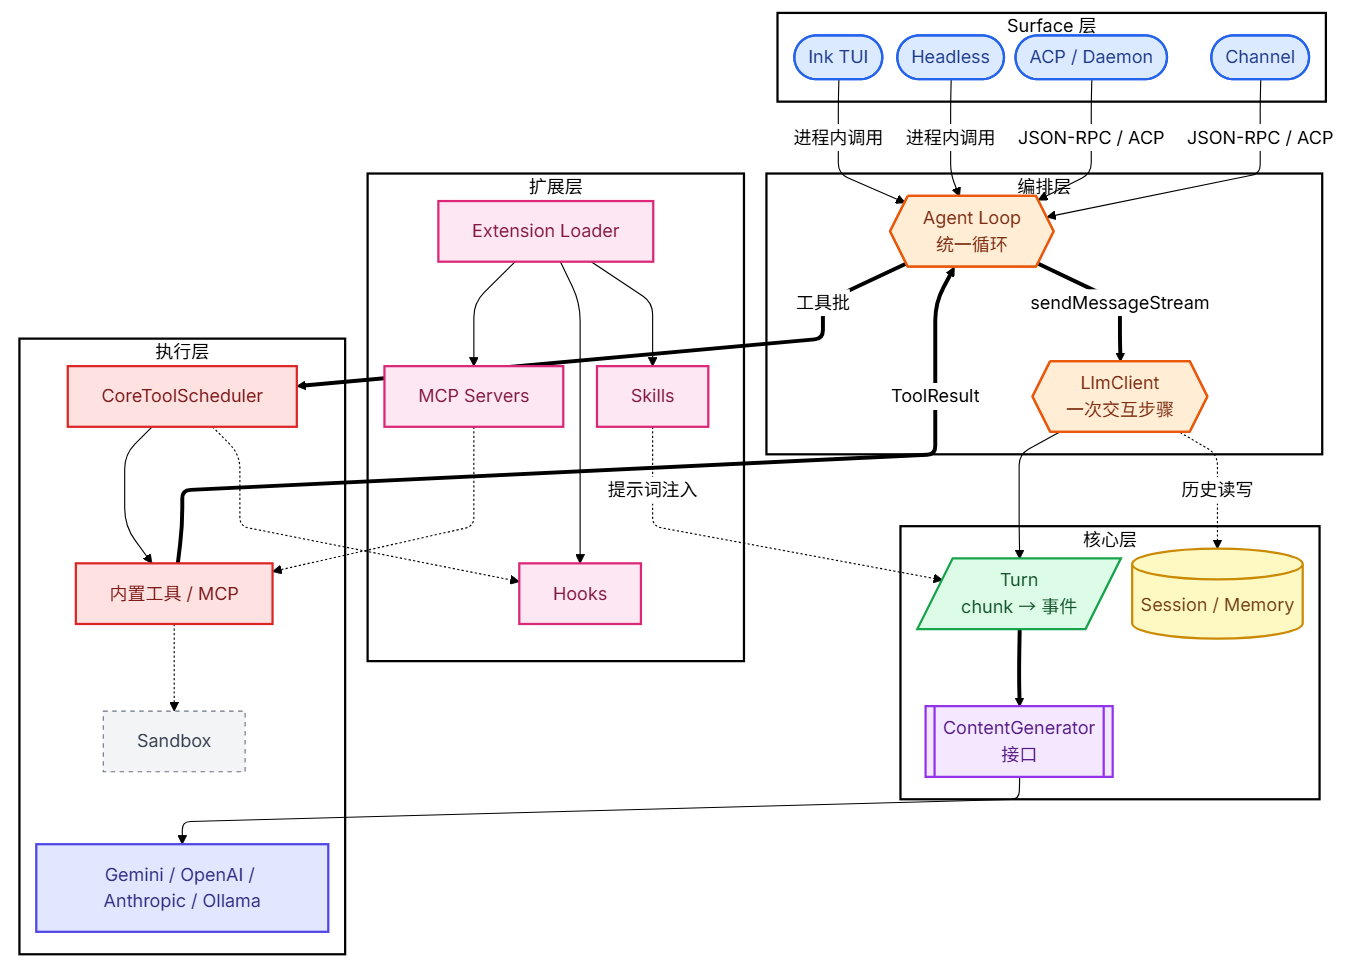 Surface 层
Ink TUI
Headless
ACP / Daemon
Channel
进程内调用
进程内调用
JSON-RPC / ACP
JSON-RPC / ACP
扩展层
Extension Loader
编排层
Agent Loop
统一循环
工具批
sendMessageStream
执行层
CoreToolScheduler
MCP Servers
Skills
ToolResult
LlmClient
一次交互步骤
提示词注入
历史读写
核心层
内置工具 / MCP
Hooks
Turn
chunk → 事件
Session / Memory
Sandbox
ContentGenerator
接口
Gemini / OpenAI /
Anthropic / Ollama